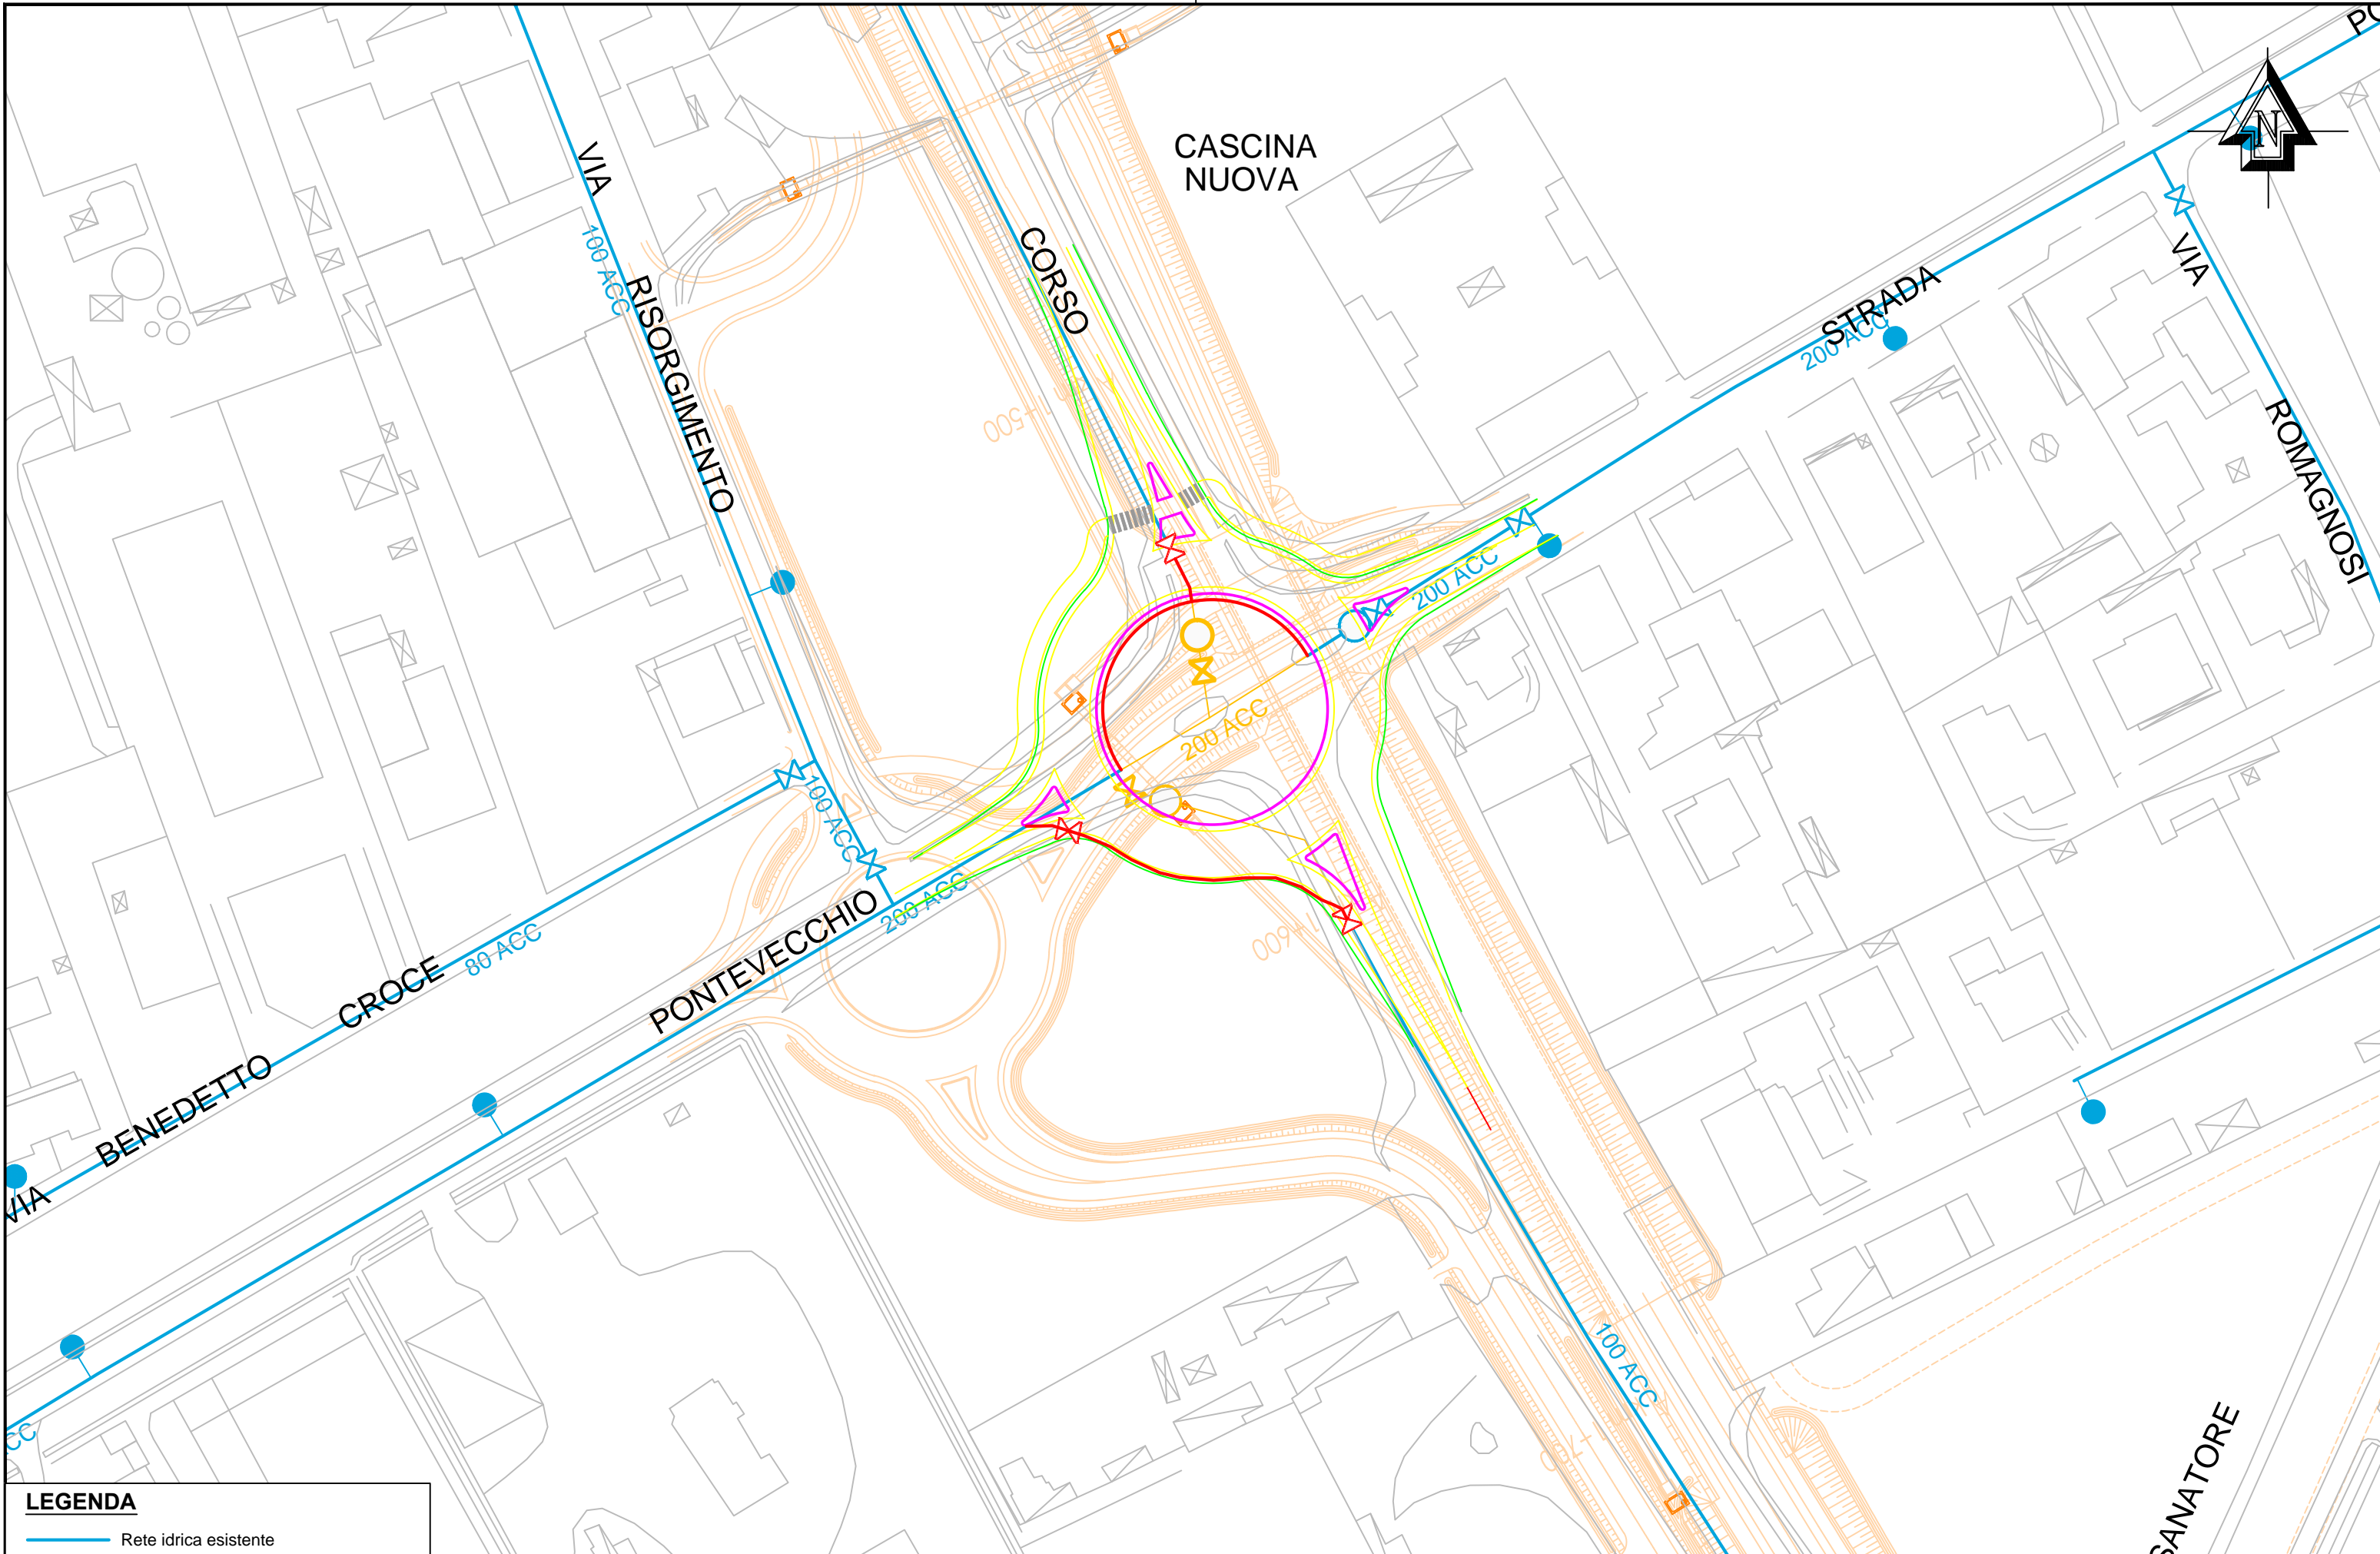 CASCINA
NUOVA
N
VIA
RISORGIMENTO
100 ACC
CORSO
STRADA
200 ACC
VIA
ROMAGNOSI
200 ACC
200 ACC
100 ACC
200 ACC
PONTEVECCHIO
80 ACC
VIA
BENEDETTO
CROCE
100 ACC
SANATORE
LEGENDA
Rete idrica esistente